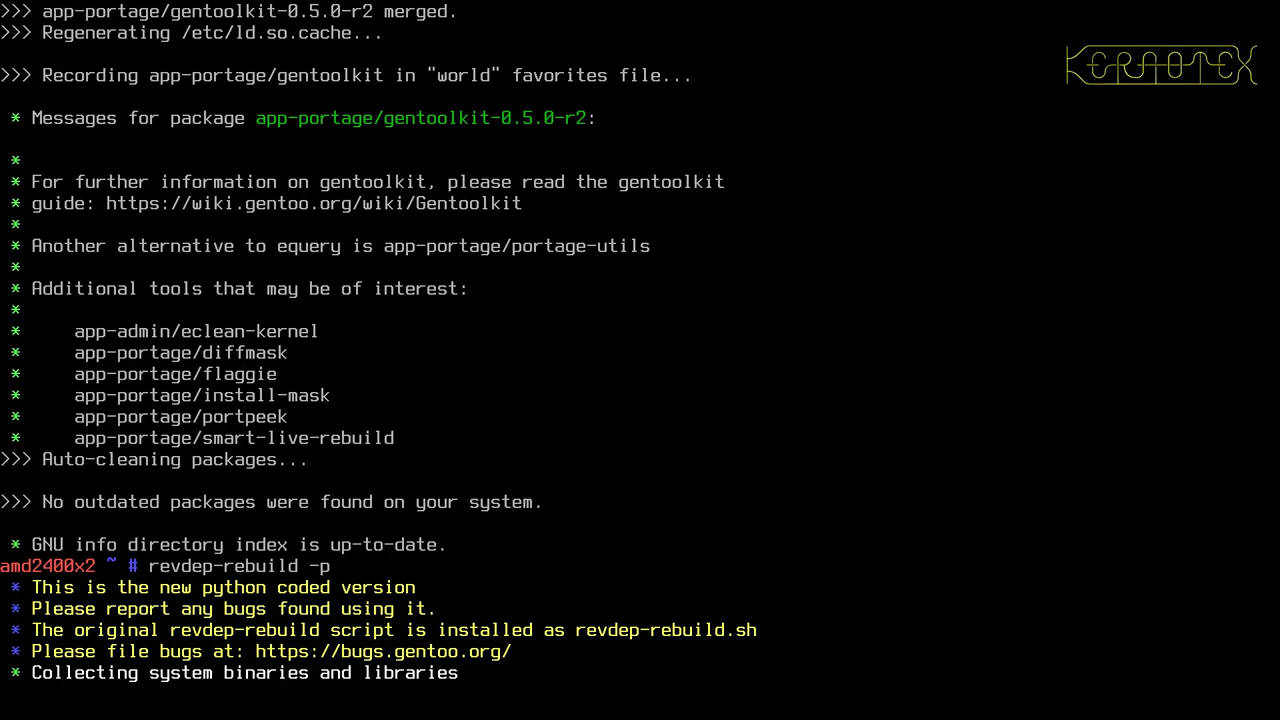 >>> app-portage/gentoolkit-0.5.0-r2 merged.
>>> Regenerating /etc/ld.so.cache...
KERNOTEX
>>> Recording app-portage/gentoolkit in "world" favorites file...
* Messages for package app-portage/gentoolkit-0.5.0-r2:
*
* For further information on gentoolkit, please read the gentoolkit
* guide: https://wiki.gentoo.org/wiki/Gentoolkit
*
* Another alternative to equery is app-portage/portage-utils
*
* Additional tools that may be of interest:
*
*     app-admin/eclean-kernel
*     app-portage/diffmask
*     app-portage/flaggie
*     app-portage/install-mask
*     app-portage/portpeek
*     app-portage/smart-live-rebuild
>>> Auto-cleaning packages...
>>> No outdated packages were found on your system.
* GNU info directory index is up-to-date.
amd2400x2 ~ # revdep-rebuild -p
* This is the new python coded version
* Please report any bugs found using it.
* The original revdep-rebuild script is installed as revdep-rebuild.sh
* Please file bugs at: https://bugs.gentoo.org/
* Collecting system binaries and libraries